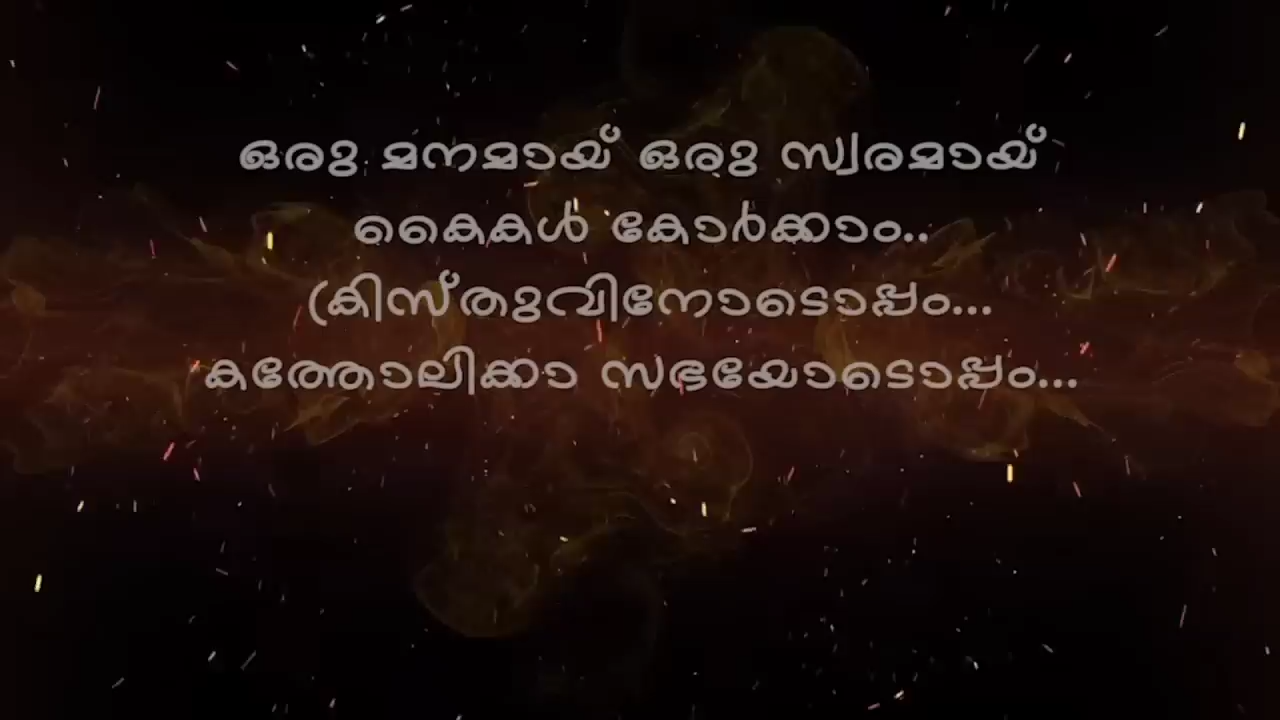 ഒരു മനമായ് ഒരു സ്വരമായ്
കൈകൾ കോർക്കാം..
ക്രിസ്തുവിനോടൊപ്പം...
കത്തോലിക്കാ സഭയോടൊപ്പം...